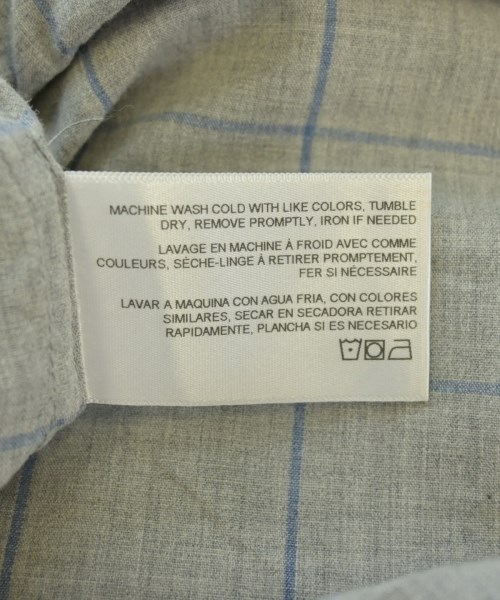 MACHINE WASH COLD WITH LIKE COLORS, TUMBLE
DRY, REMOVE PROMPTLY, IRON IF NEEDED
LAVAGE EN MACHINE À FROID AVEC COMME
COULEURS, SÈCHE-LINGE À RETIRER PROMPTEMENT,
FER SI NÉCESSAIRE
LAVAR A MAQUINA CON AGUA FRIA, CON COLORES
SIMILARES, SECAR EN SECADORA RETIRAR
RAPIDAMENTE, PLANCHA SI ES NECESARIO